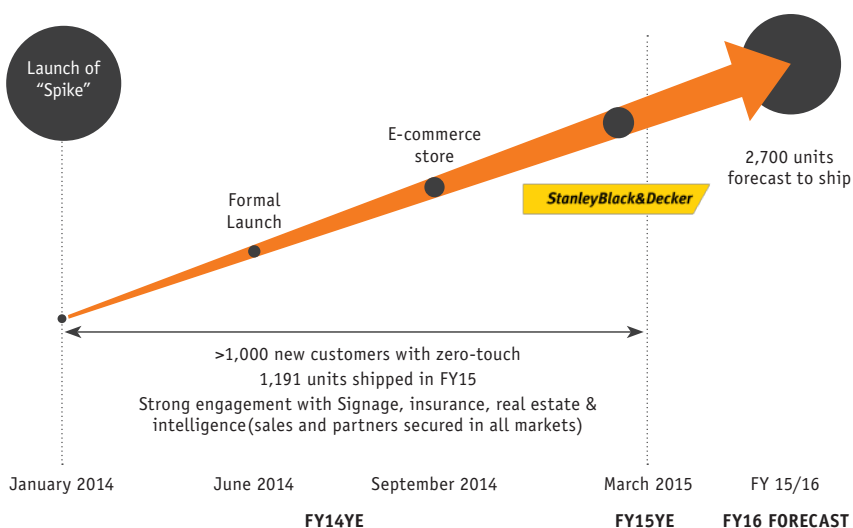 Launch of
“Spike”
Formal
Launch
E-commerce
store
StanleyBlack&Decker
2,700 units
forecast to ship
>1,000 new customers with zero-touch
1,191 units shipped in FY15
Strong engagement with Signage, insurance, real estate &
intelligence(sales and partners secured in all markets)
January 2014
June 2014
September 2014
March 2015
FY 15/16
FY14YE
FY15YE
FY16 FORECAST